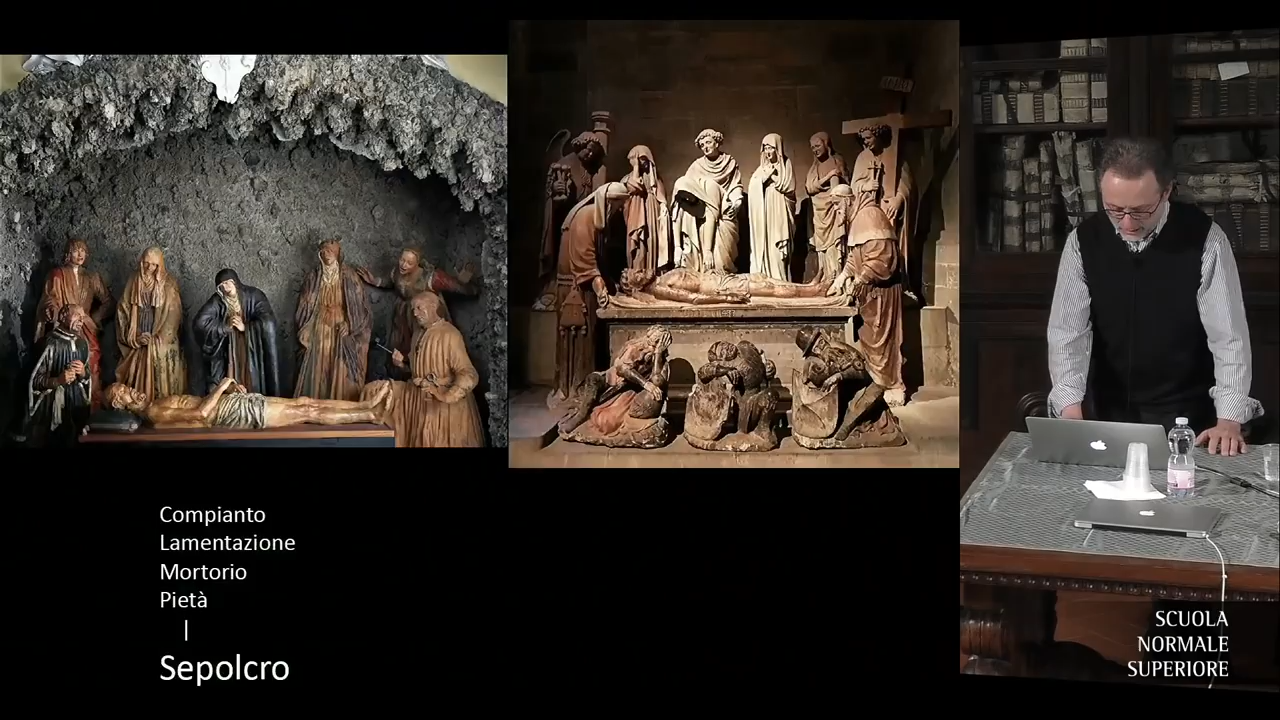 Compianto
Lamentazione
Mortorio
Pietà
|
Sepolcro
SCUOLA
NORMALE
SUPERIORE